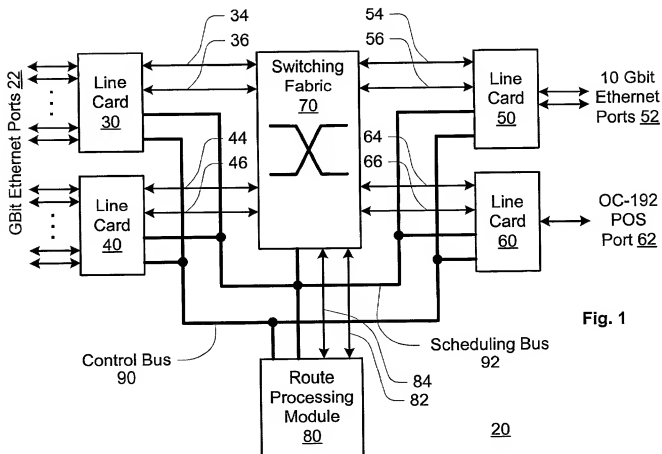 34
36
54
56
GBit Ethernet Ports 22
Line
Card
30
Switching
Fabric
70
Line
Card
50
10 Gbit
Ethernet
Ports 52
44
46
64
66
Line
Card
40
Line
Card
60
OC-192
POS
Port 62
Fig. 1
Control Bus
90
Scheduling Bus
92
84
82
Route
Processing
Module
80
20